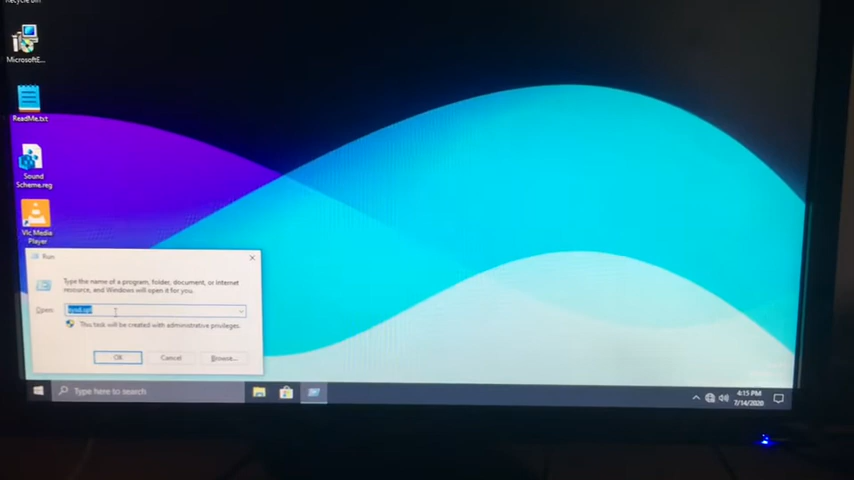 MicrosoftE...
ReadMe.txt
Sound
Scheme.reg
Vlc Media
Player
Run
Type the name of a program, folder, document, or Internet
resource, and Windows will open it for you.
Open:
This task will be created with administrative privileges.
OK
Cancel
Browse...
Type here to search
4:15 PM
7/14/2020